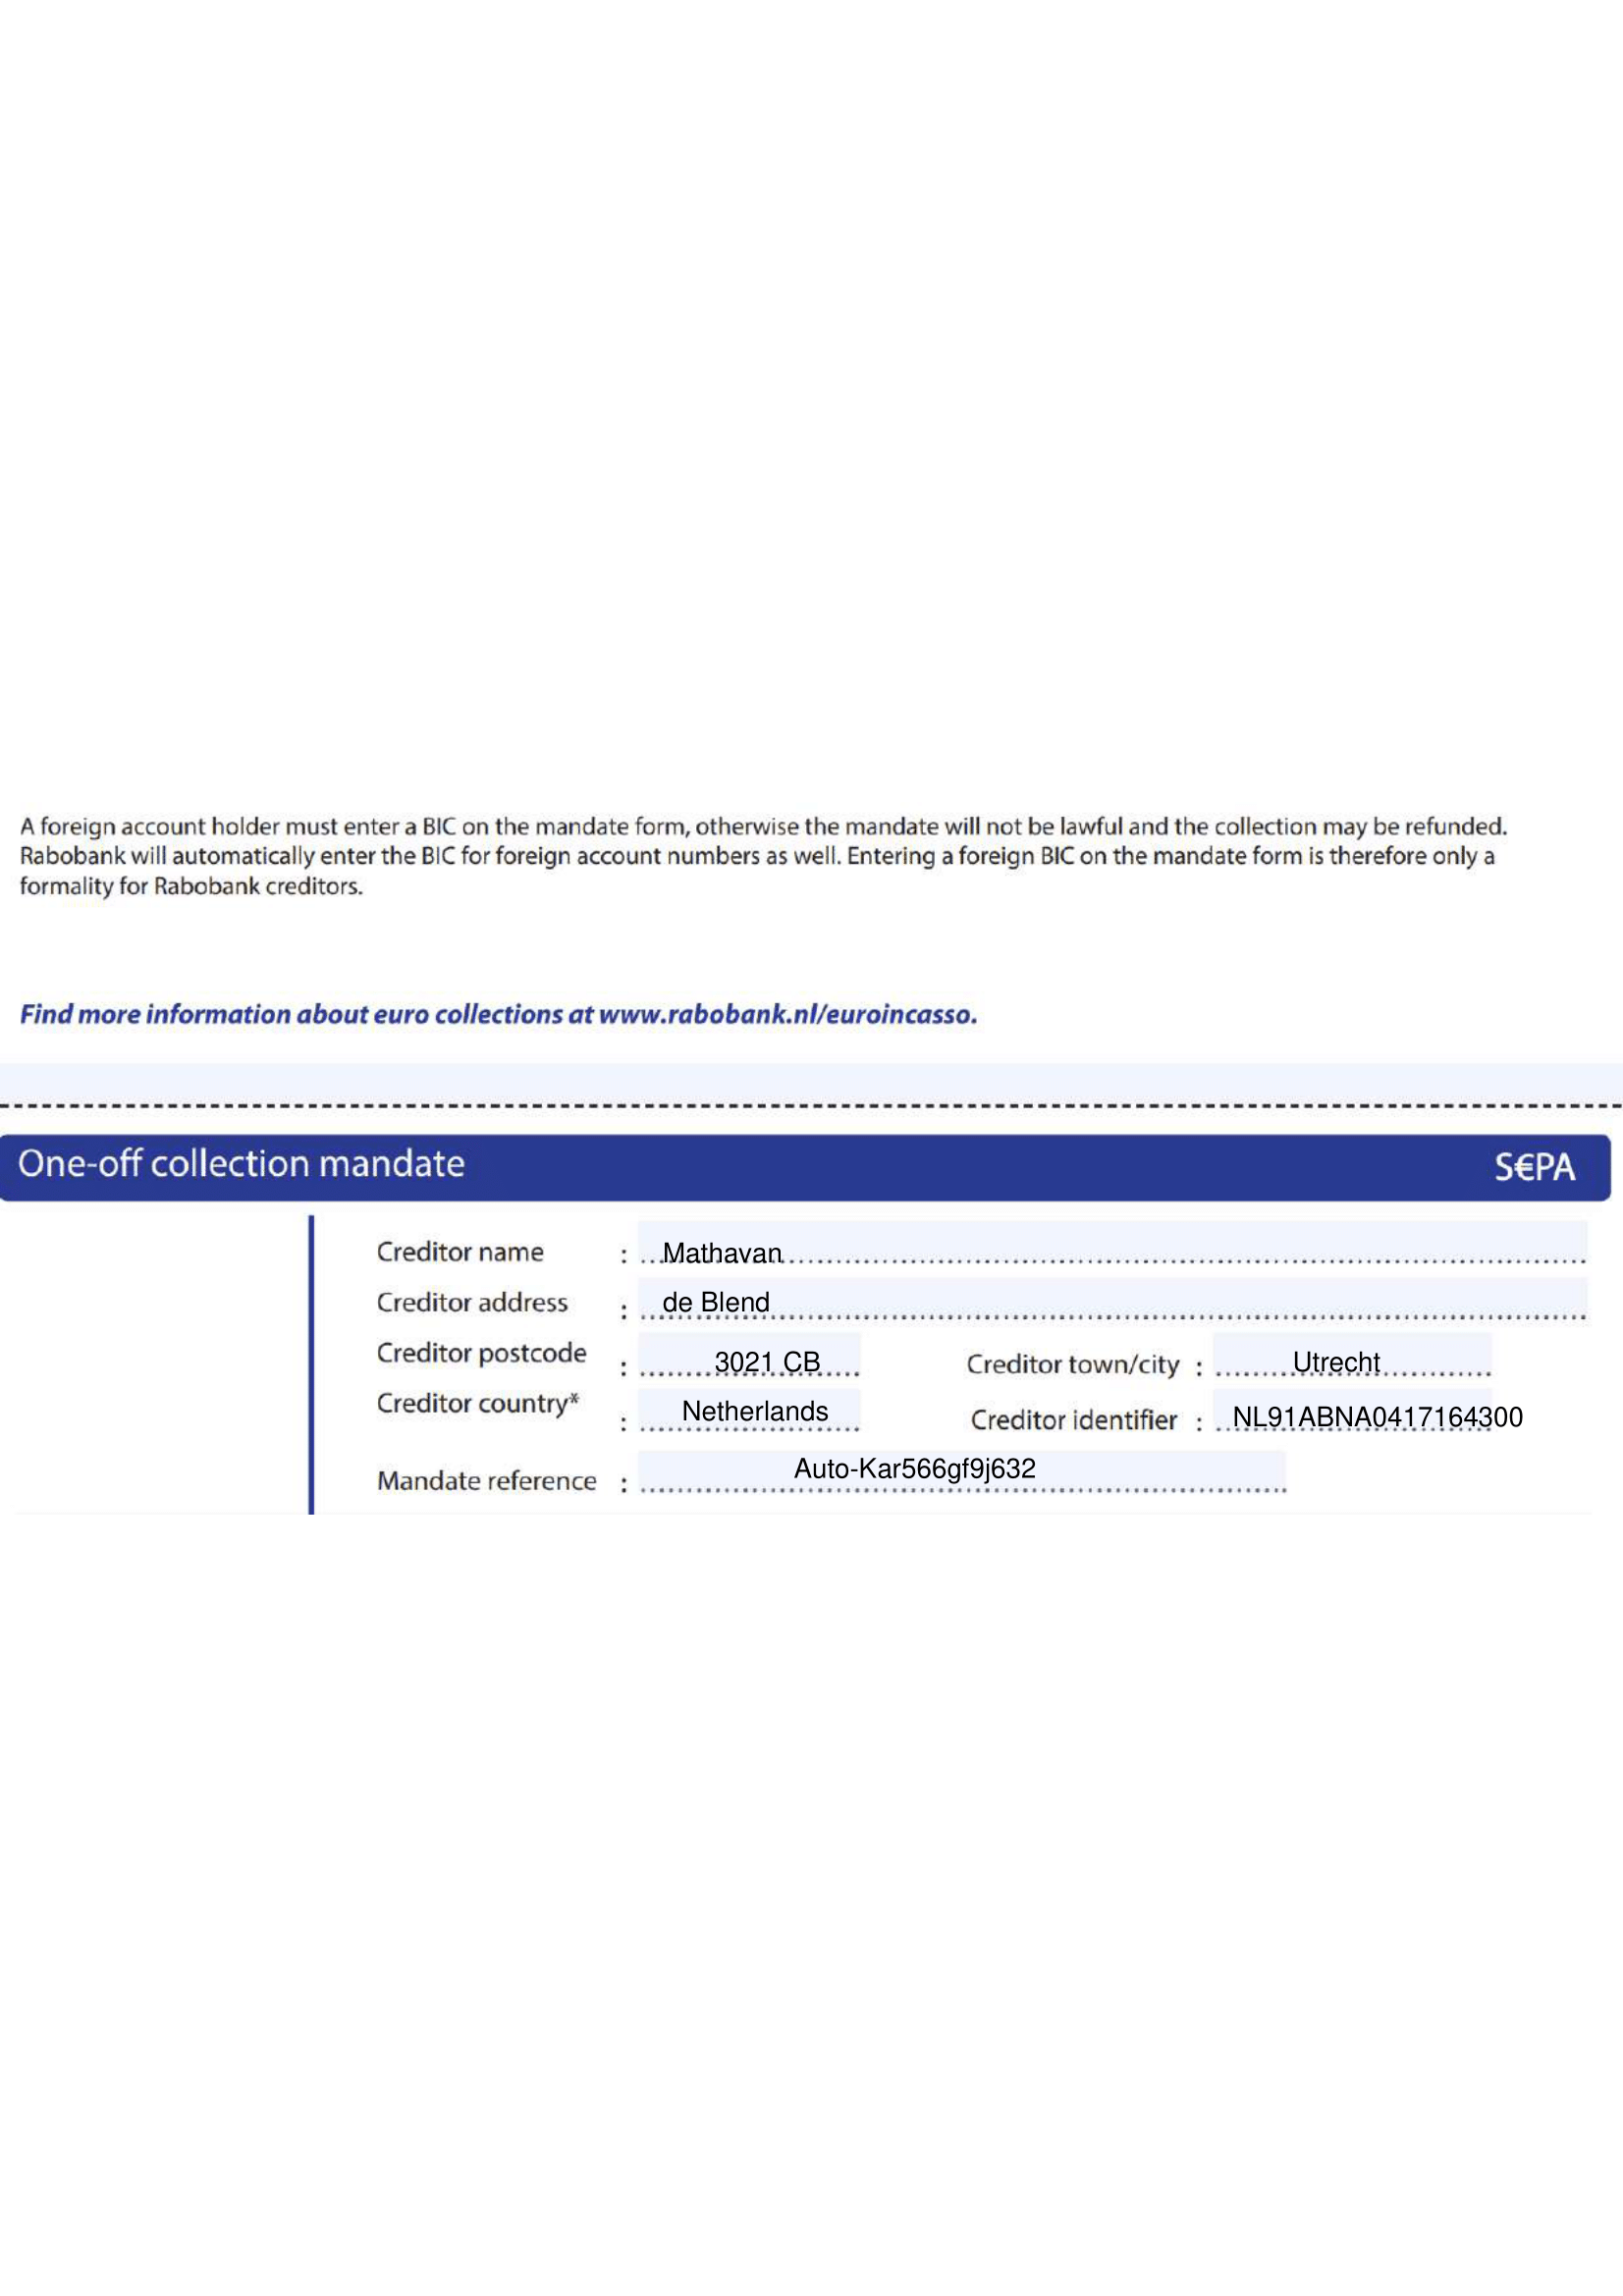 A foreign account holder must enter a BIC on the mandate form, otherwise the mandate will not be lawful and the collection may be refunded.
Rabobank will automatically enter the BIC for foreign account numbers as well. Entering a foreign BIC on the mandate form is therefore only a
formality for Rabobank creditors.
Find more information about euro collections at www.rabobank.nl/euroincasso.
One-off collection mandate S€PA
Creditor name : Mathavan
Creditor address : de Blend
Creditor postcode : 3021 CB Creditor town/city : Utrecht
Creditor country* : Netherlands Creditor identifier : NL91ABNA0417164300
Mandate reference : Auto-Kar566gf9j632